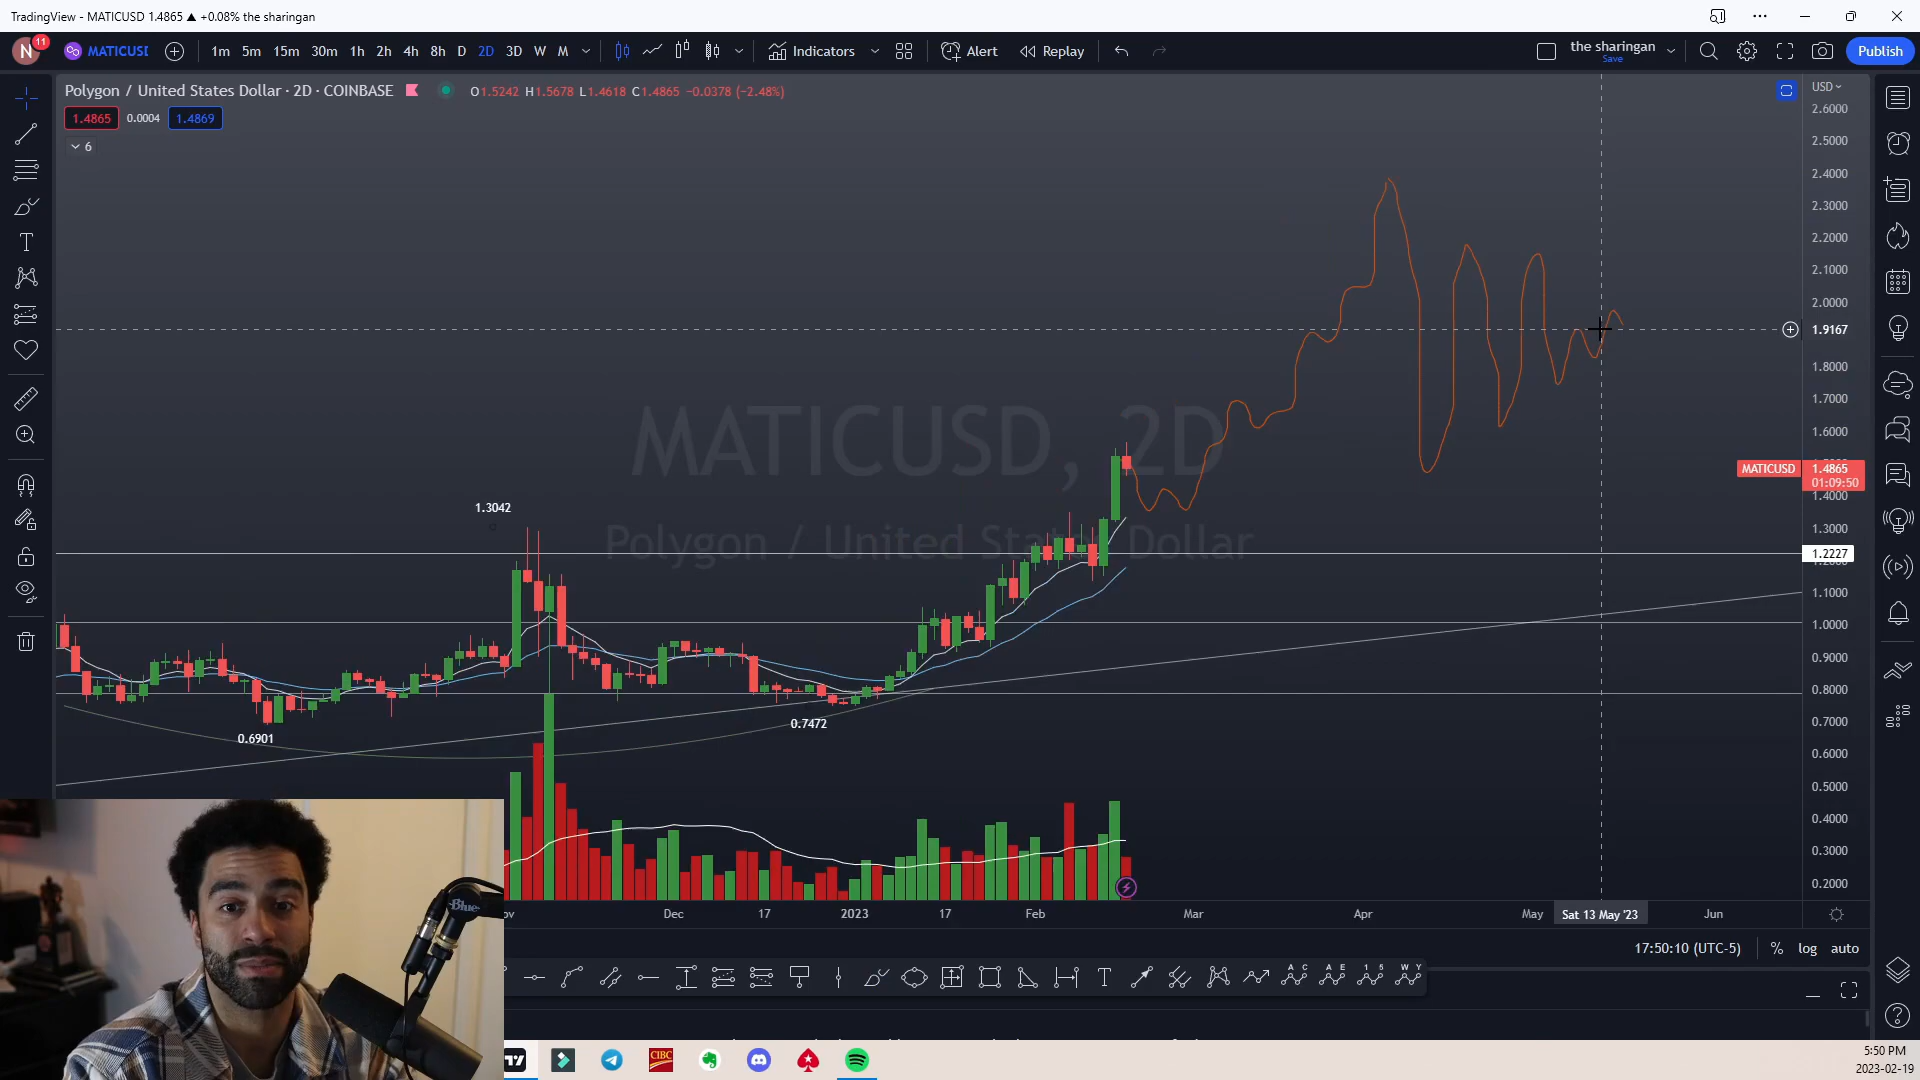 TradingView - MATICUSD 1.4865 ▲ +0.08% the sharingan
N 11 MATICUSD 1m 5m 15m 30m 1h 2h 4h 8h D 2D 3D W M Indicators Alert Replay the sharingan Save Publish
Polygon / United States Dollar · 2D · COINBASE O1.5242 H1.5678 L1.4618 C1.4865 −0.0378 (−2.48%)
USD
1.4865 0.0004 1.4869
6
2.6000
2.5000
2.4000
2.3000
2.2000
2.1000
2.0000
1.9167
1.8000
1.7000
1.6000
MATICUSD, 2D
Polygon / United States Dollar
MATICUSD 1.4865
01:09:50
1.4000
1.3042
1.3000
1.2227
1.1000
1.0000
0.9000
0.8000
0.7472
0.7000
0.6901
0.6000
0.5000
0.4000
0.3000
0.2000
Dec 17 2023 17 Feb Mar Apr May Sat 13 May '23 Jun
17:50:10 (UTC-5) % log auto
Blue
T
A C
A E
1 5
W Y
CIBC
5:50 PM
2023-02-19